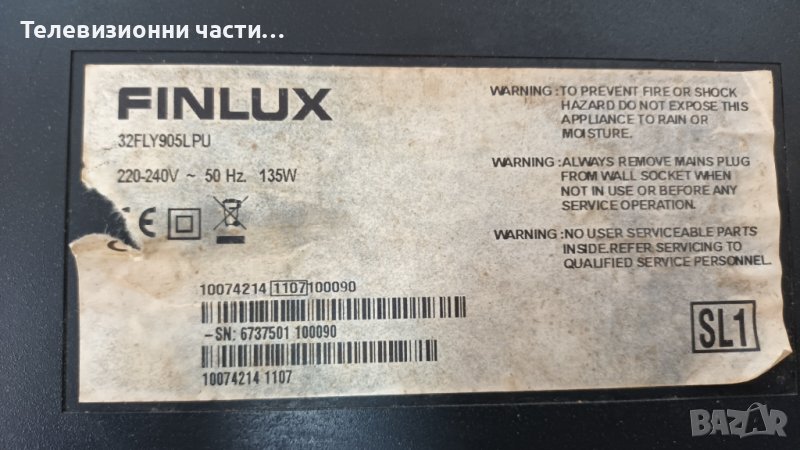 Телевизионни части…
FINLUX
32FLY905LPU
220-240V ~ 50 Hz. 135W
CE
10074214 1107 100090
–SN: 6737501 100090
10074214 1107
WARNING :TO PREVENT FIRE OR SHOCK
HAZARD DO NOT EXPOSE THIS
APPLIANCE TO RAIN OR
MOISTURE.
WARNING :ALWAYS REMOVE MAINS PLUG
FROM WALL SOCKET WHEN
NOT IN USE OR BEFORE ANY
SERVICE OPERATION.
WARNING :NO USER SERVICEABLE PARTS
INSIDE.REFER SERVICING TO
QUALIFIED SERVICE PERSONNEL.
SL1
BAZAR